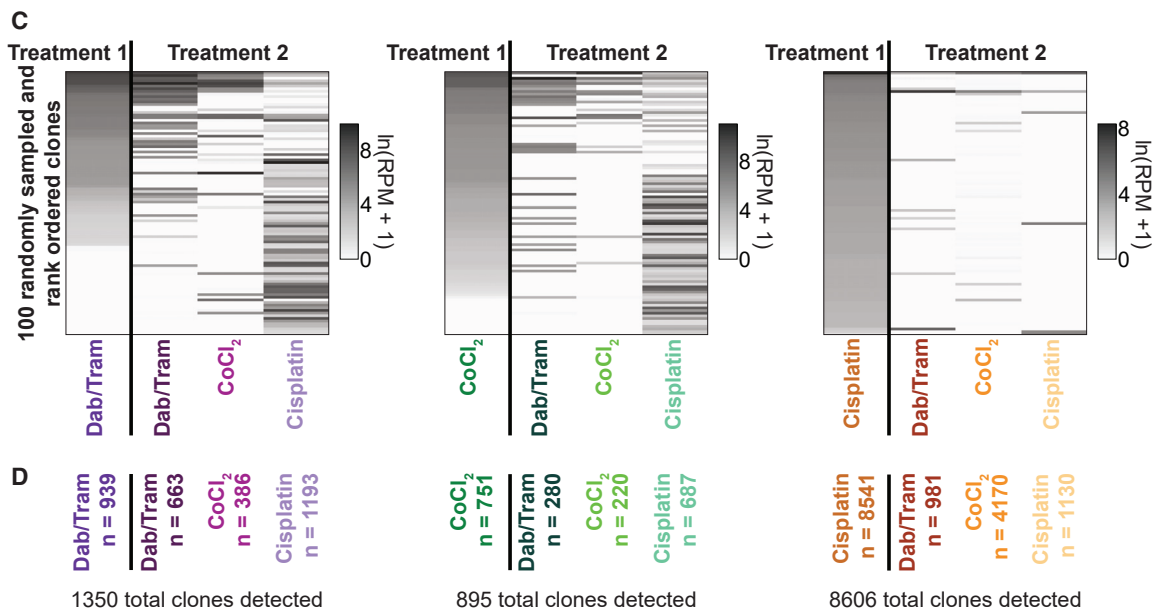 C
Treatment 1
Treatment 2
Treatment 1
Treatment 2
Treatment 1
Treatment 2
100 randomly sampled and
rank ordered clones
8
4
0
ln(RPM + 1)
8
4
0
ln(RPM + 1)
8
4
0
ln(RPM + 1)
Dab/Tram
Dab/Tram
CoCl₂
Cisplatin
CoCl₂
Dab/Tram
CoCl₂
Cisplatin
Cisplatin
Dab/Tram
CoCl₂
Cisplatin
D
Dab/Tram
n = 939
Dab/Tram
n = 663
CoCl₂
n = 386
Cisplatin
n = 1193
CoCl₂
n = 751
Dab/Tram
n = 280
CoCl₂
n = 220
Cisplatin
n = 687
Cisplatin
n = 8541
Dab/Tram
n = 981
CoCl₂
n = 4170
Cisplatin
n = 1130
1350 total clones detected
895 total clones detected
8606 total clones detected